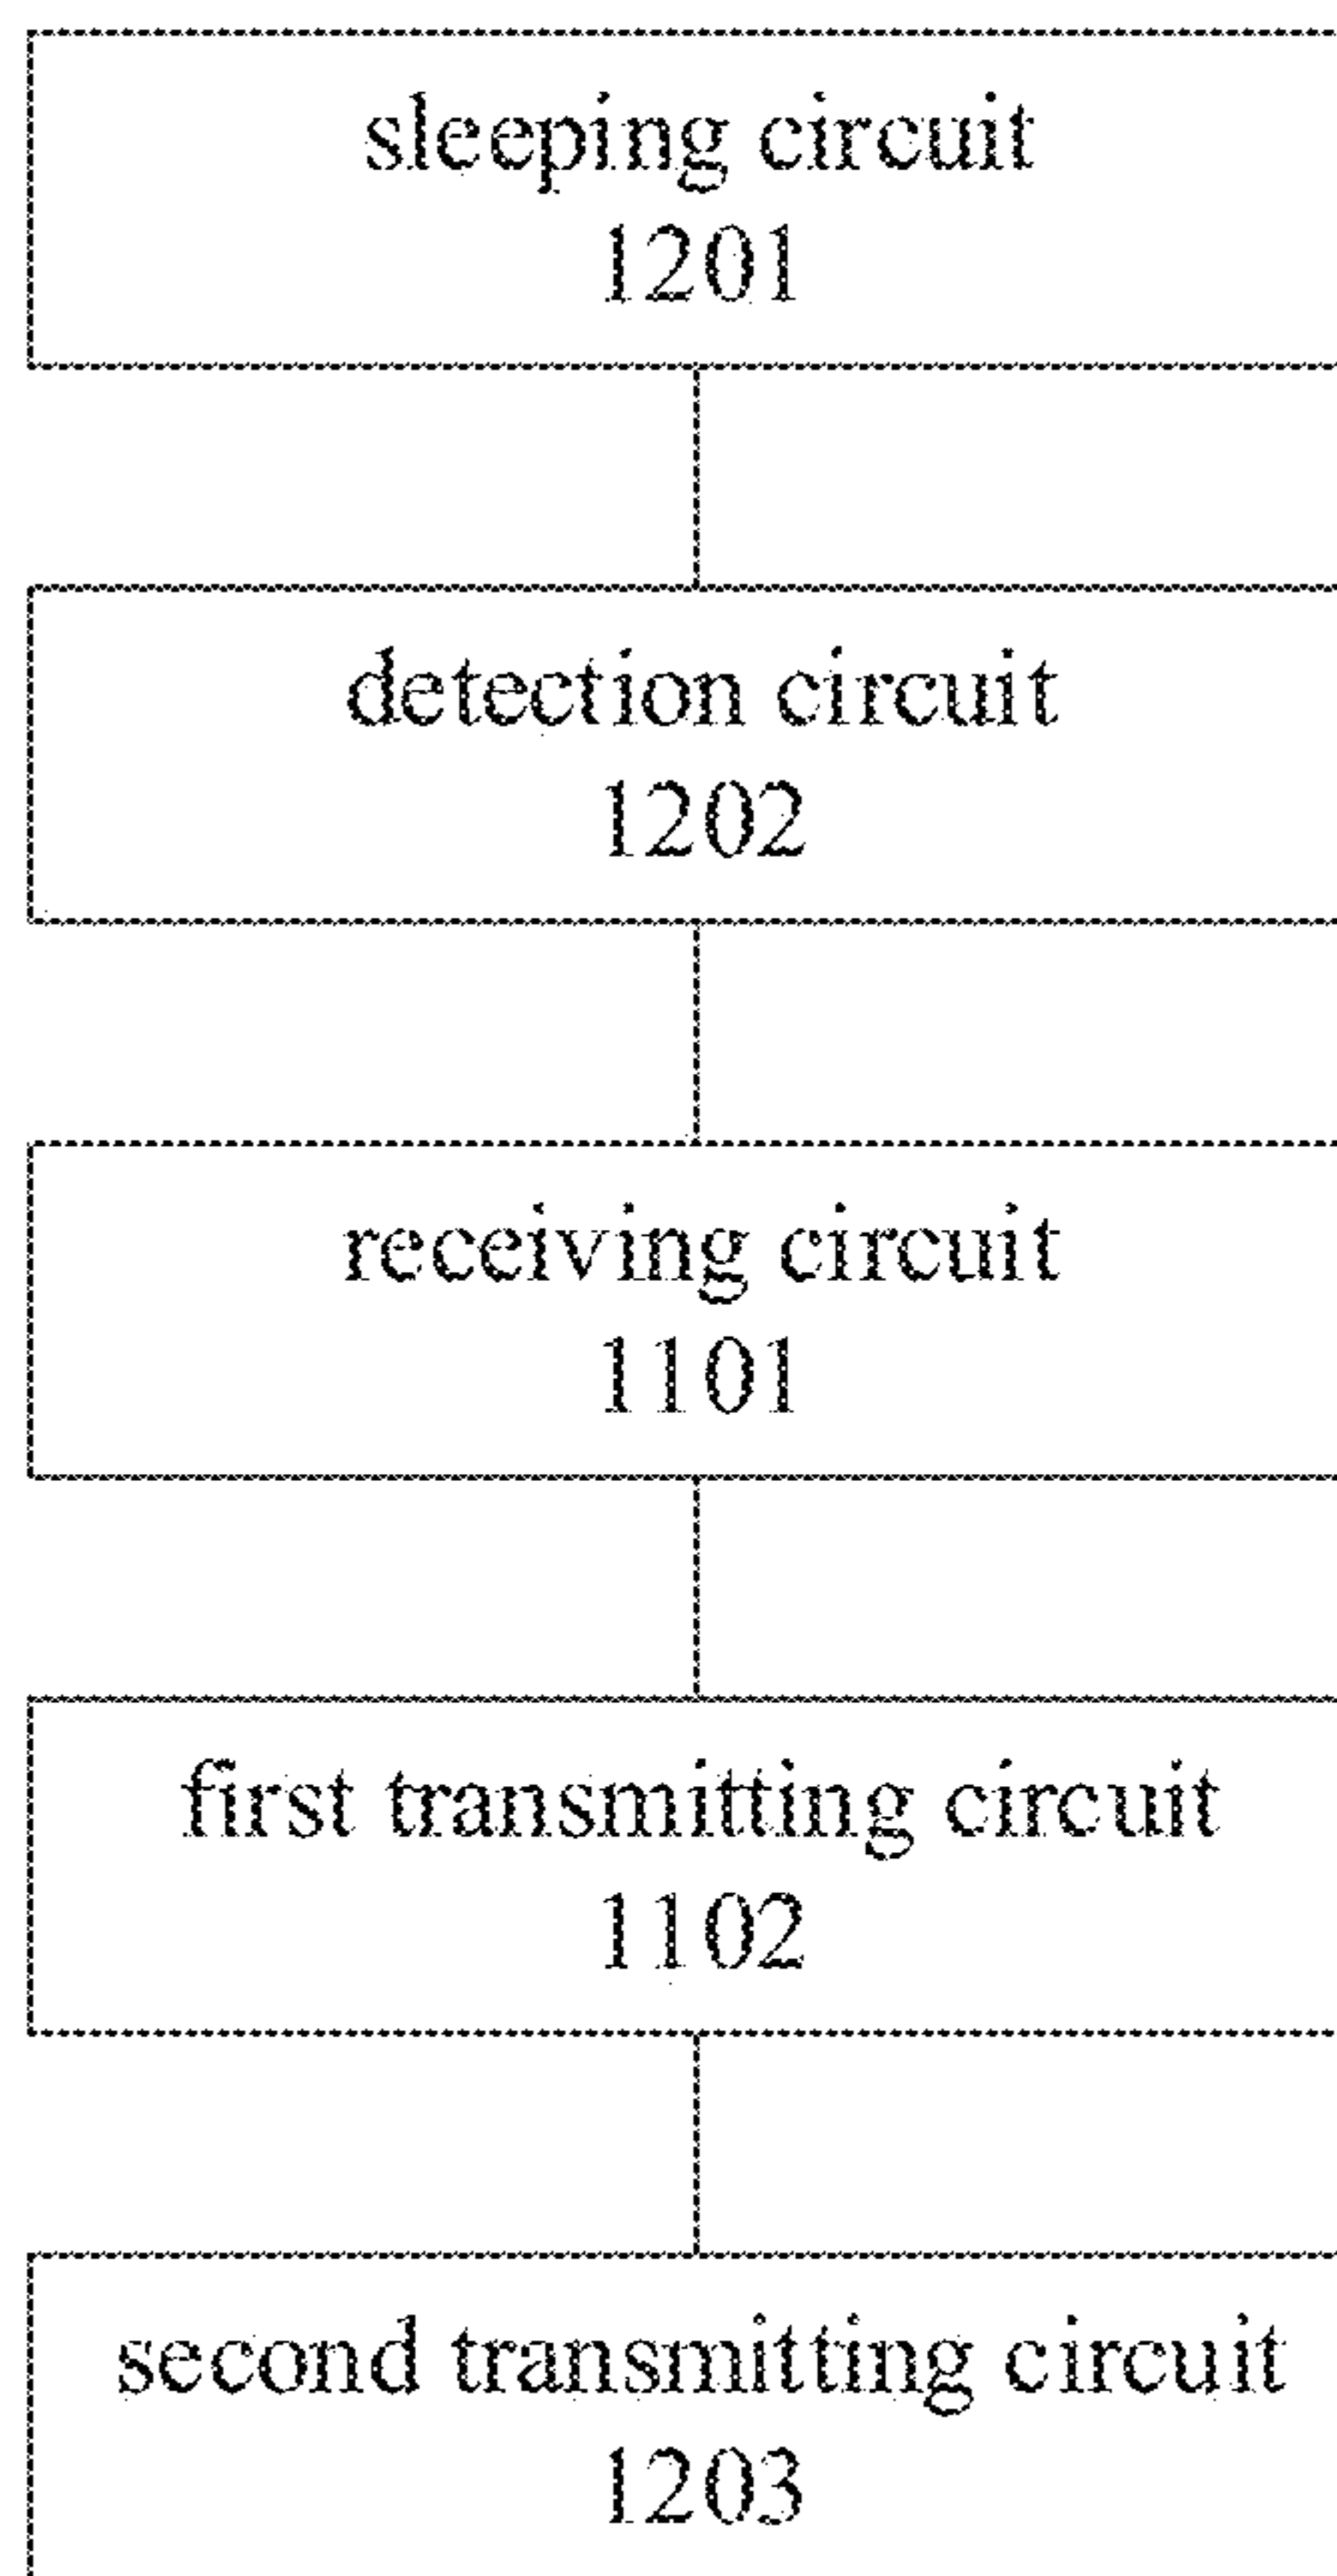 sleeping circuit
1201
detection circuit
1202
receiving circuit
1101
first transmitting circuit
1102
second transmitting circuit
1203